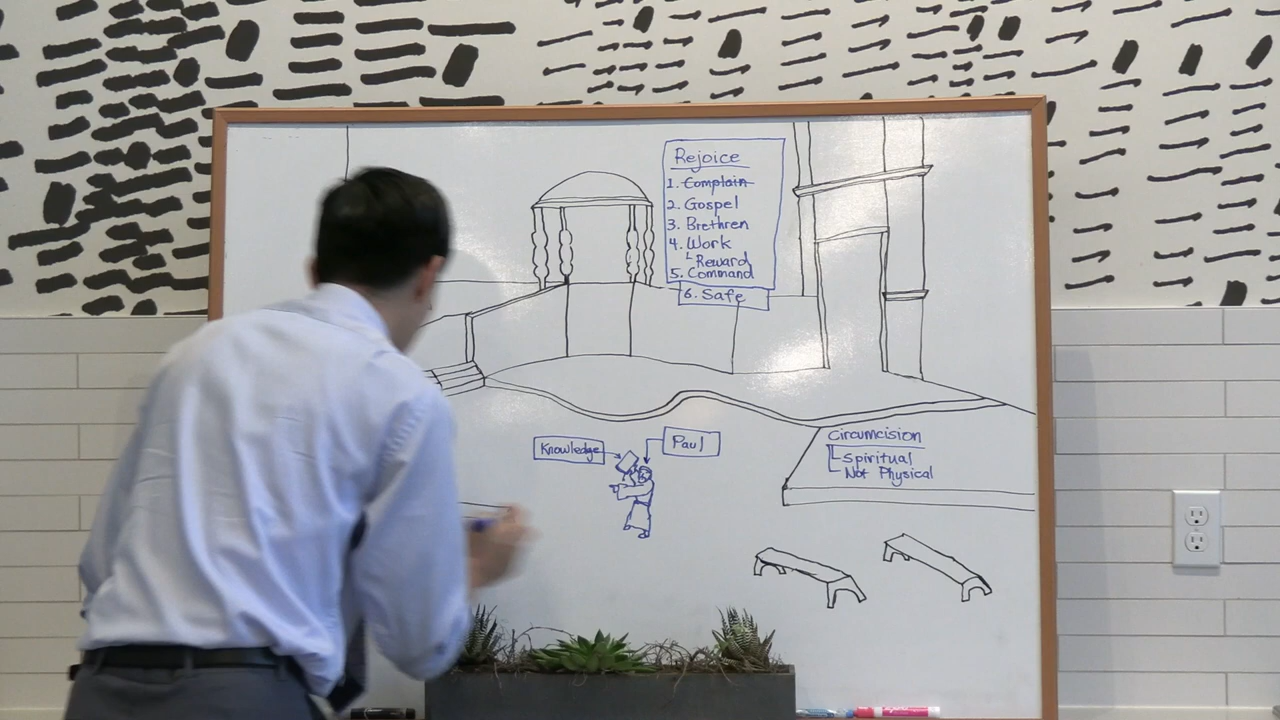 Rejoice
1. Complain
2. Gospel
3. Brethren
4. Work
Reward
5. Command
6. Safe
Knowledge
Paul
Circumcision
Spiritual
Not Physical